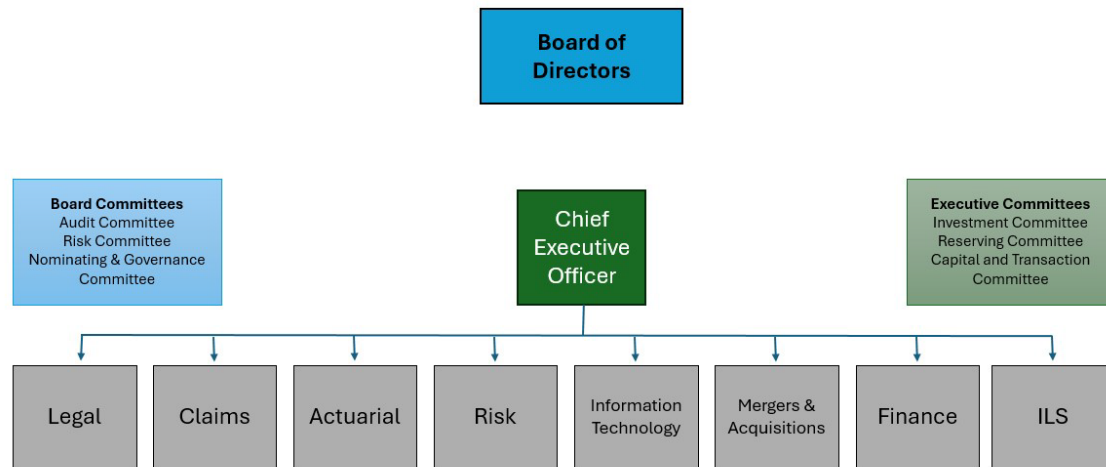 Board of
Directors
Board Committees
Audit Committee
Risk Committee
Nominating & Governance
Committee
Chief
Executive
Officer
Executive Committees
Investment Committee
Reserving Committee
Capital and Transaction
Committee
Legal
Claims
Actuarial
Risk
Information
Technology
Mergers &
Acquisitions
Finance
ILS